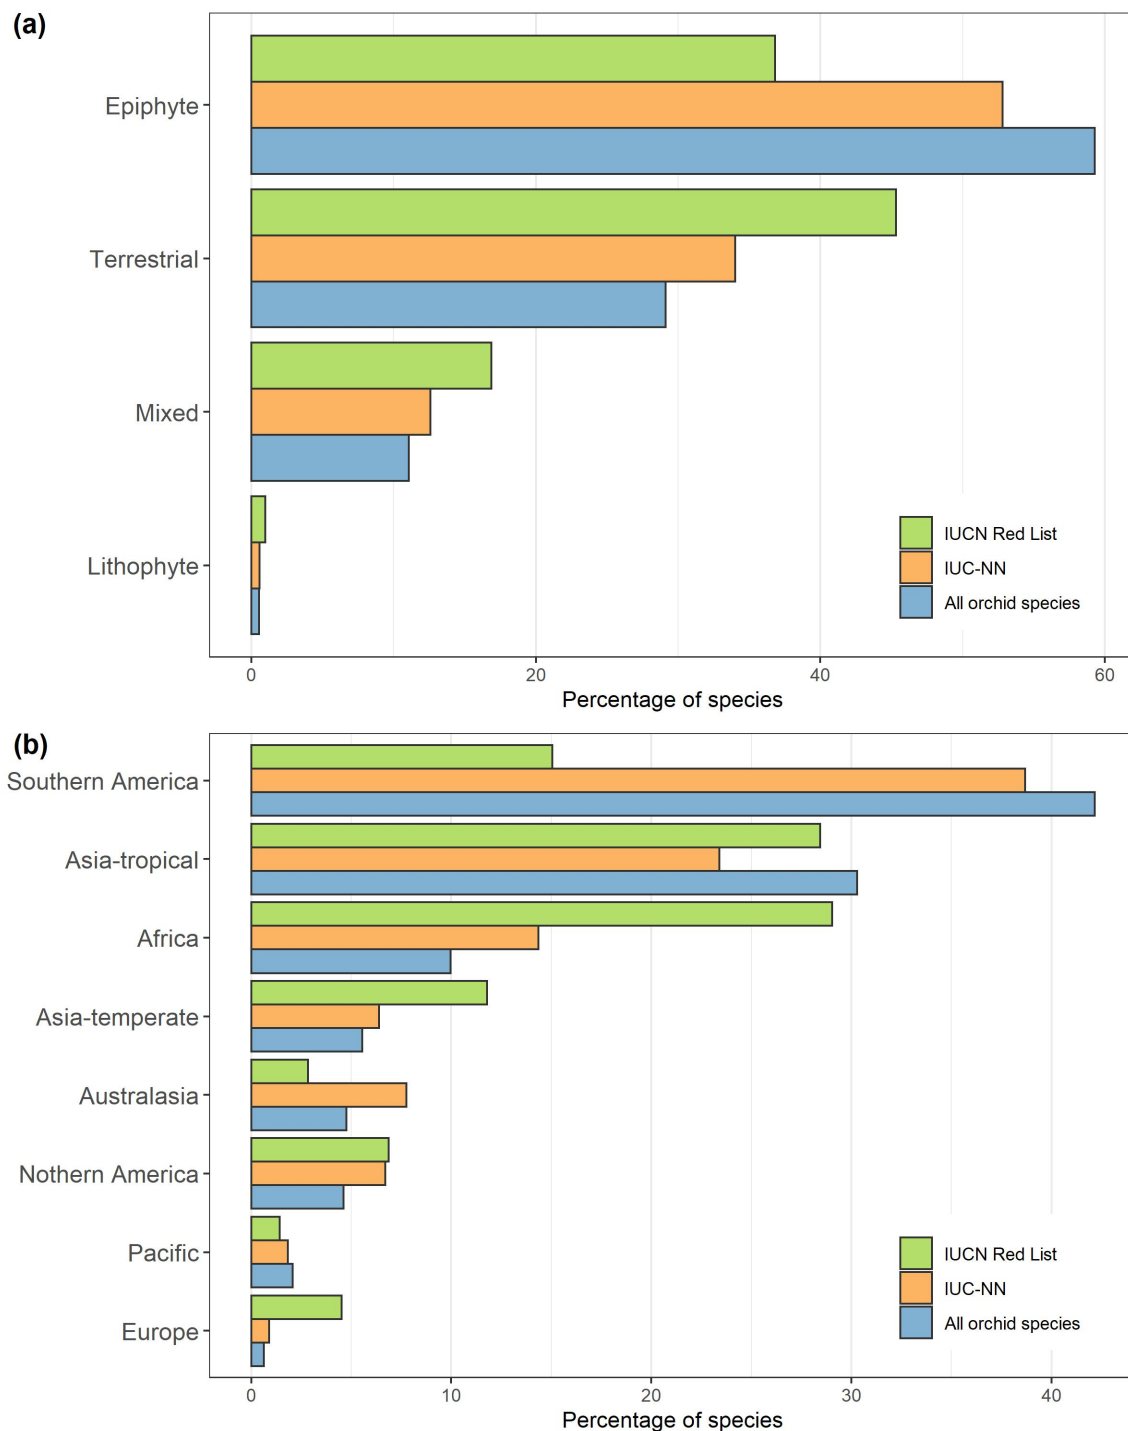 (a)
Epiphyte
Terrestrial
Mixed
Lithophyte
IUCN Red List
IUC-NN
All orchid species
0 20 40 60
Percentage of species
(b)
Southern America
Asia-tropical
Africa
Asia-temperate
Australasia
Nothern America
Pacific
Europe
IUCN Red List
IUC-NN
All orchid species
0 10 20 30 40
Percentage of species